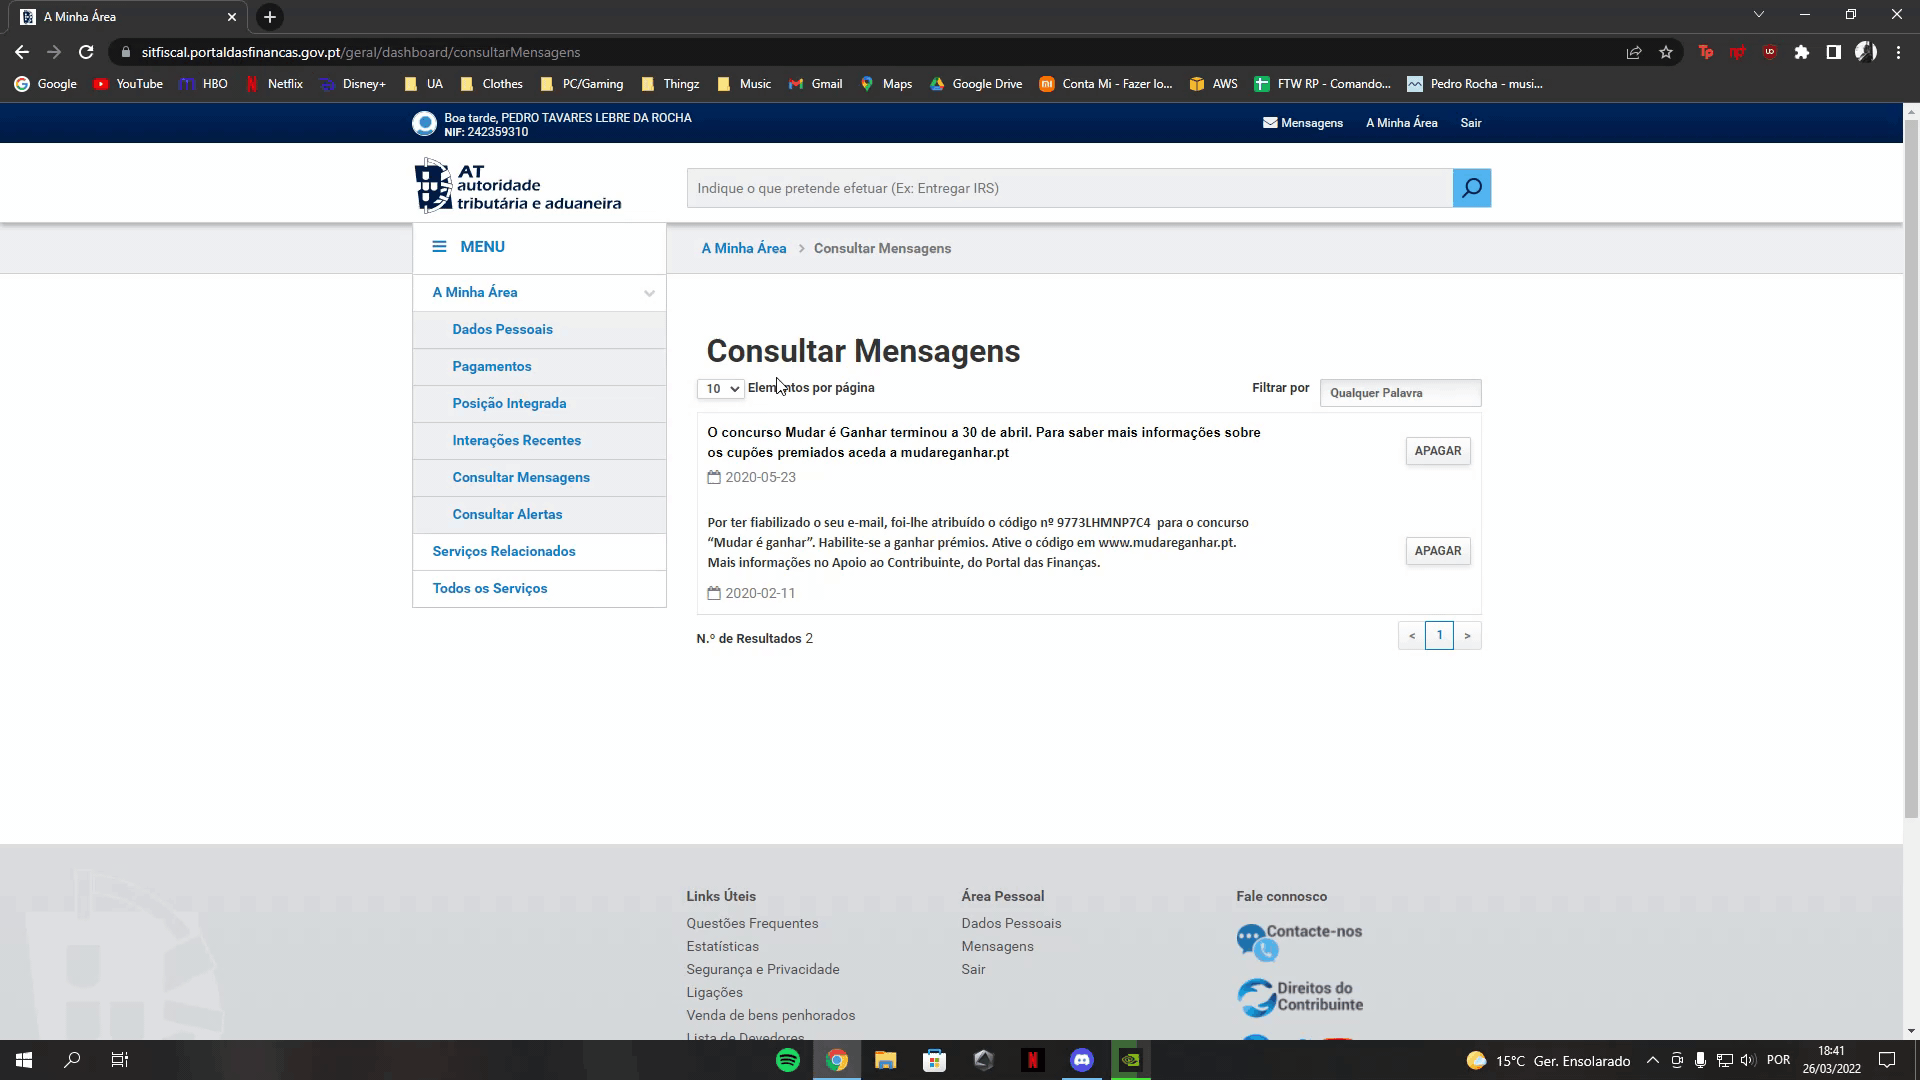 A Minha Área
sitfiscal.portaldasfinancas.gov.pt/geral/dashboard/consultarMensagens
Google
YouTube
HBO
Netflix
Disney+
UA
Clothes
PC/Gaming
Thingz
Music
Gmail
Maps
Google Drive
Conta Mi - Fazer lo...
AWS
FTW RP - Comando...
Pedro Rocha - musi...
Boa tarde, PEDRO TAVARES LEBRE DA ROCHA
NIF: 242359310
Mensagens
A Minha Área
Sair
AT
autoridade
tributária e aduaneira
Indique o que pretende efetuar (Ex: Entregar IRS)
MENU
A Minha Área > Consultar Mensagens
A Minha Área
Dados Pessoais
Pagamentos
Posição Integrada
Interações Recentes
Consultar Mensagens
Consultar Alertas
Serviços Relacionados
Todos os Serviços
Consultar Mensagens
10 Elementos por página
Filtrar por
Qualquer Palavra
O concurso Mudar é Ganhar terminou a 30 de abril. Para saber mais informações sobre
os cupões premiados aceda a mudareganhar.pt
2020-05-23
APAGAR
Por ter fiabilizado o seu e-mail, foi-lhe atribuído o código nº 9773LHMNP7C4 para o concurso
“Mudar é ganhar”. Habilite-se a ganhar prémios. Ative o código em www.mudareganhar.pt.
Mais informações no Apoio ao Contribuinte, do Portal das Finanças.
2020-02-11
APAGAR
N.º de Resultados 2
< 1 >
Links Úteis
Questões Frequentes
Estatísticas
Segurança e Privacidade
Ligações
Venda de bens penhorados
Lista de Devedores
Área Pessoal
Dados Pessoais
Mensagens
Sair
Fale connosco
Contacte-nos
Direitos do
Contribuinte
15°C Ger. Ensolarado
POR
18:41
26/03/2022